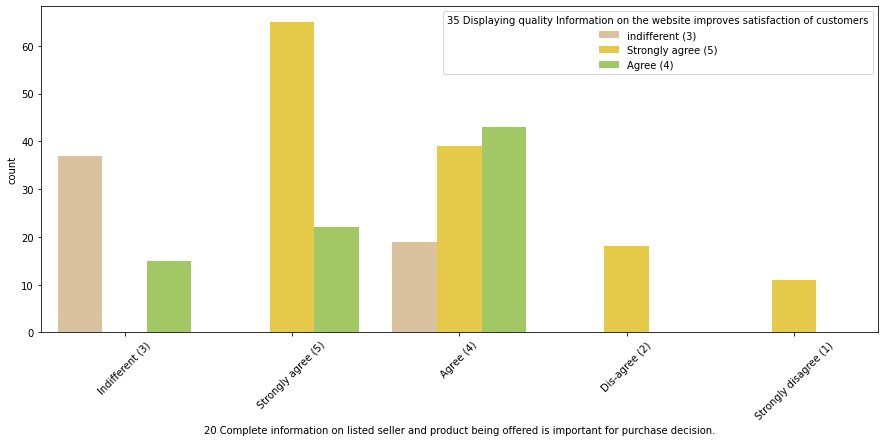 35 Displaying quality Information on the website improves satisfaction of customers
indifferent (3)
Strongly agree (5)
Agree (4)
count
60
50
40
30
20
10
0
Indifferent (3)
Strongly agree (5)
Agree (4)
Dis-agree (2)
Strongly disagree (1)
20 Complete information on listed seller and product being offered is important for purchase decision.